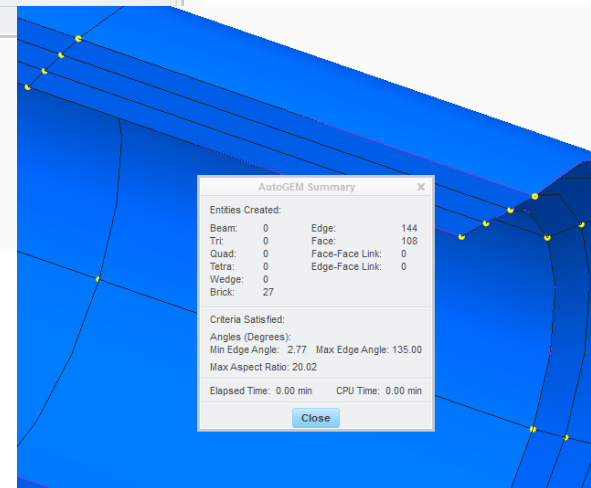 AutoGEM Summary X
Entities Created:
Beam: 0 Edge: 144
Tri: 0 Face: 108
Quad: 0 Face-Face Link: 0
Tetra: 0 Edge-Face Link: 0
Wedge: 0
Brick: 27
Criteria Satisfied:
Angles (Degrees):
Min Edge Angle: 2.77 Max Edge Angle: 135.00
Max Aspect Ratio: 20.02
Elapsed Time: 0.00 min CPU Time: 0.00 min
Close